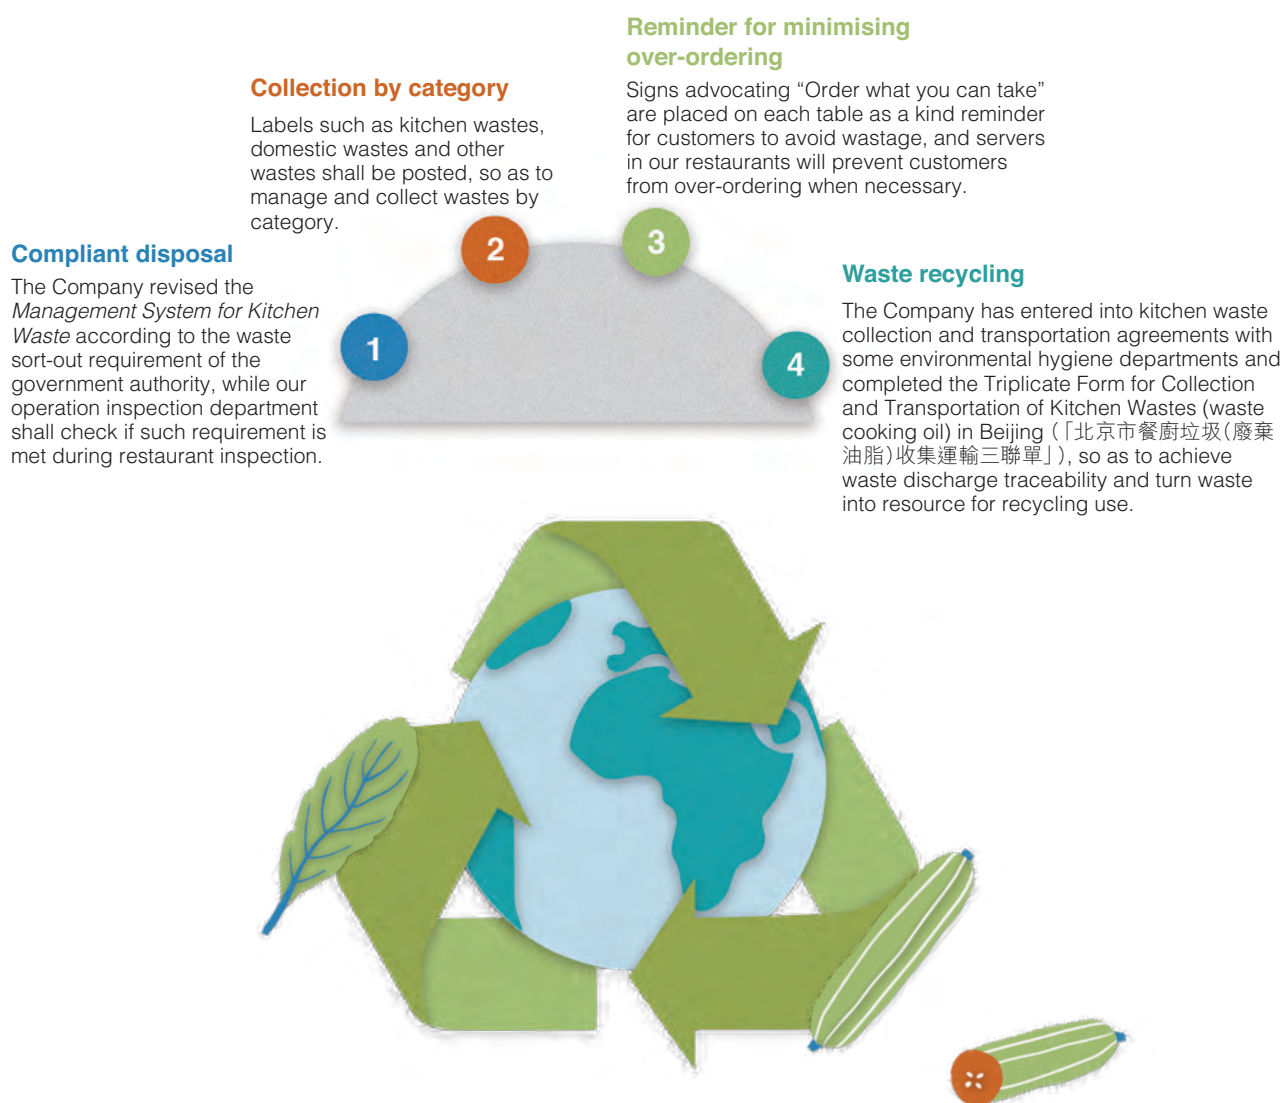 Compliant disposal
The Company revised the
Management System for Kitchen
Waste according to the waste
sort-out requirement of the
government authority, while our
operation inspection department
shall check if such requirement is
met during restaurant inspection.
1
Collection by category
Labels such as kitchen wastes,
domestic wastes and other
wastes shall be posted, so as to
manage and collect wastes by
category.
2
Reminder for minimising
over-ordering
Signs advocating “Order what you can take”
are placed on each table as a kind reminder
for customers to avoid wastage, and servers
in our restaurants will prevent customers
from over-ordering when necessary.
3
Waste recycling
The Company has entered into kitchen waste
collection and transportation agreements with
some environmental hygiene departments and
completed the Triplicate Form for Collection
and Transportation of Kitchen Wastes (waste
cooking oil) in Beijing (「北京市餐廚垃圾(廢棄
油脂)收集運輸三聯單」), so as to achieve
waste discharge traceability and turn waste
into resource for recycling use.
4